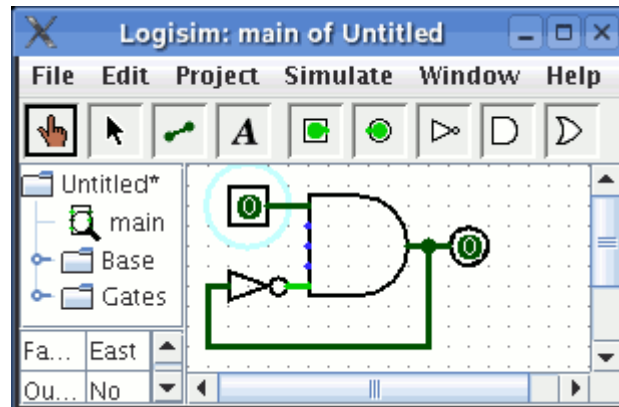 Logisim: main of Untitled
File Edit Project Simulate Window Help
A
Untitled*
main
Base
Gates
0
0
Fa... East
Ou... No